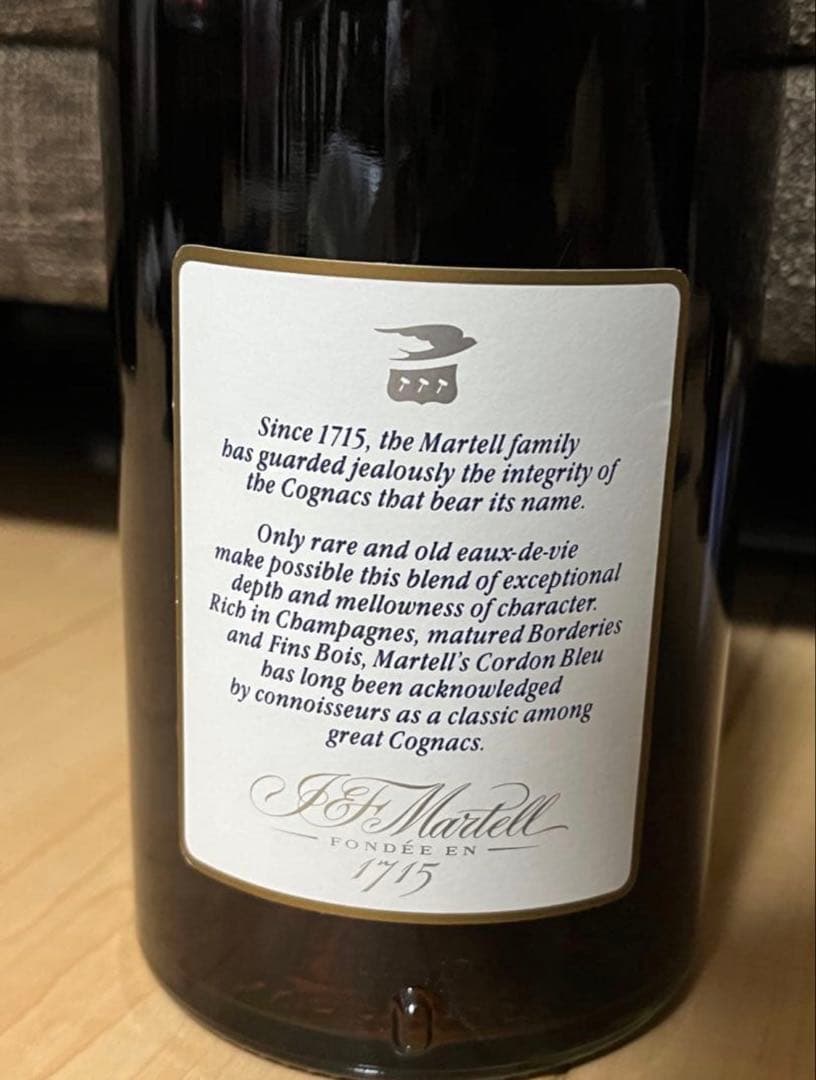 Since 1715, the Martell family
has guarded jealously the integrity of
the Cognacs that bear its name.
Only rare and old eaux-de-vie
make possible this blend of exceptional
depth and mellowness of character.
Rich in Champagnes, matured Borderies
and Fins Bois, Martell's Cordon Bleu
has long been acknowledged
by connoisseurs as a classic among
great Cognacs.
J&F Martell
FONDÉE EN
1715